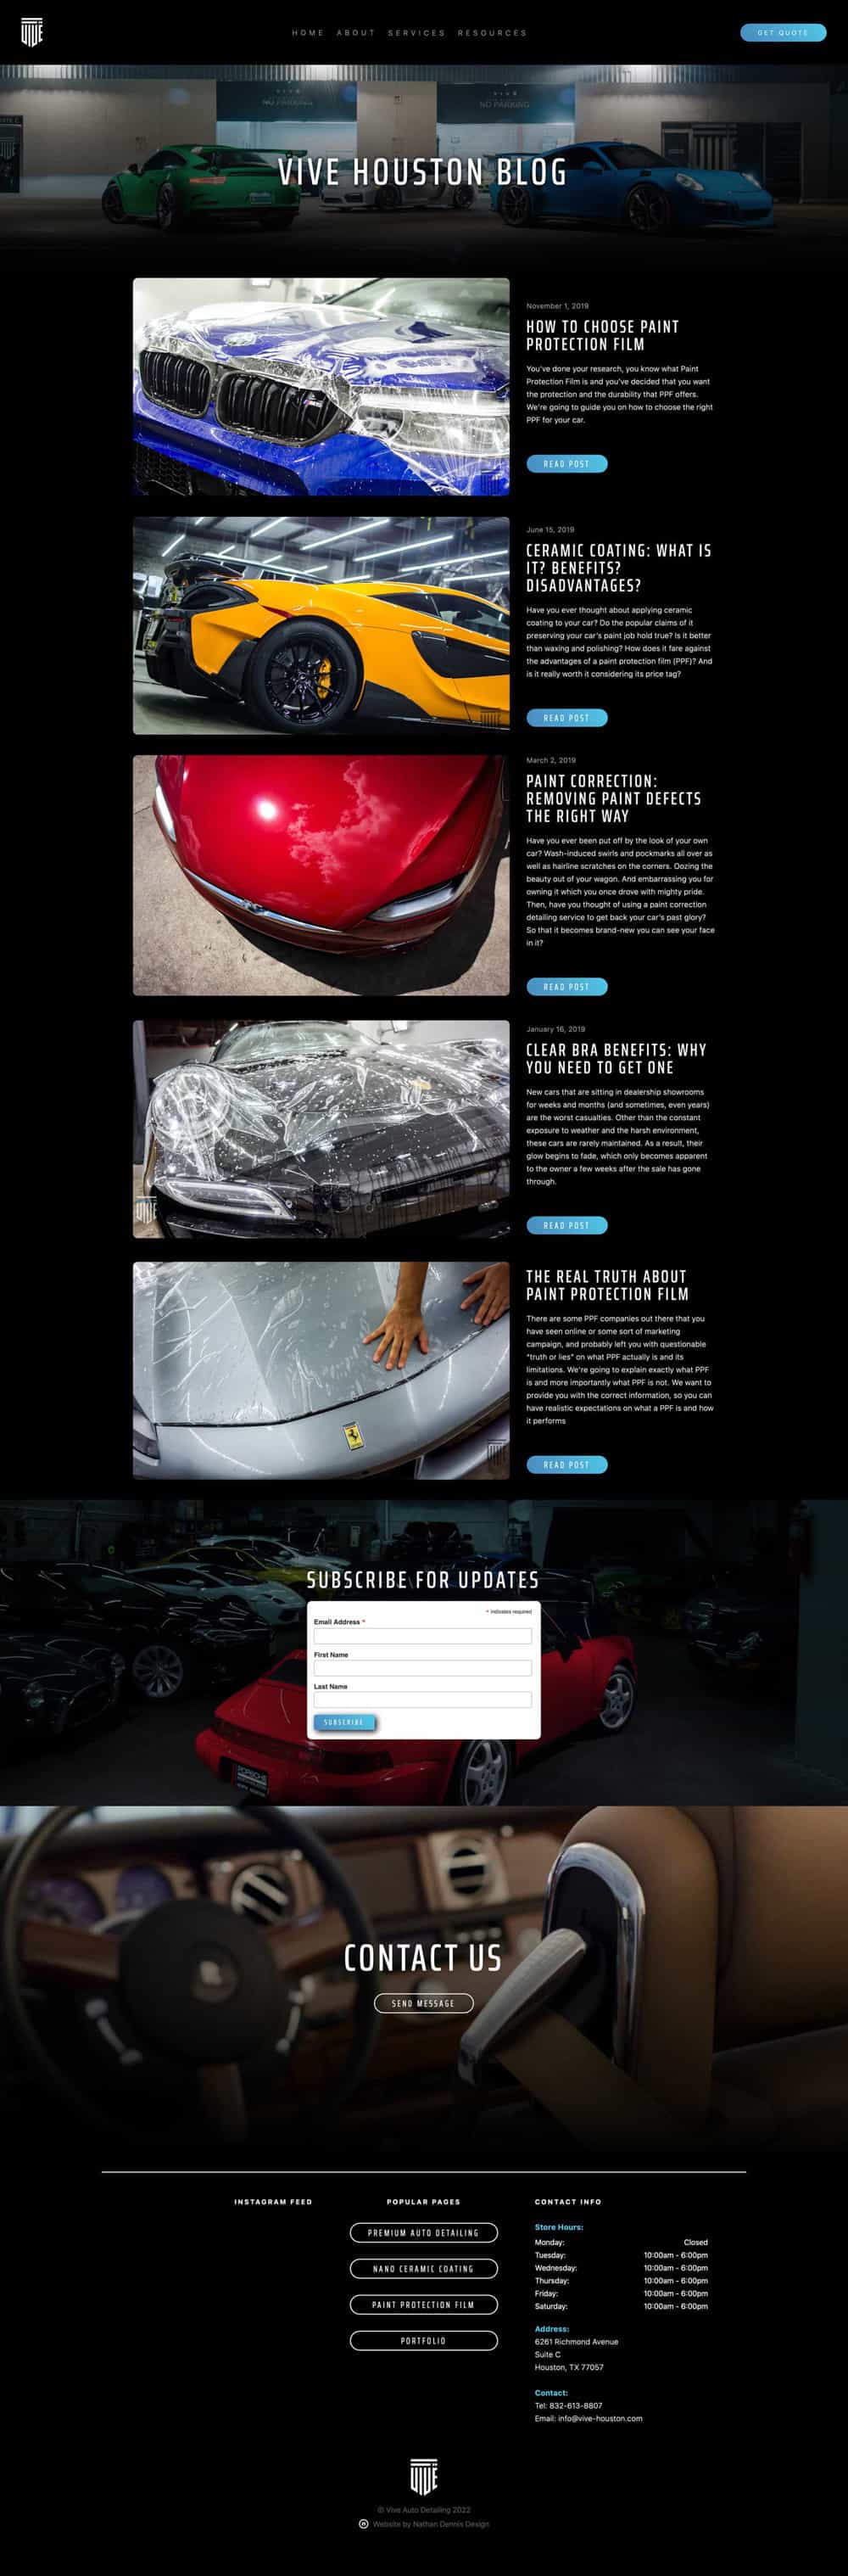 HOME ABOUT SERVICES RESOURCES
GET QUOTE
NO PARKING
NO PARKING
VIVE HOUSTON BLOG
November 1, 2019
HOW TO CHOOSE PAINT
PROTECTION FILM
You've done your research, you know what Paint
Protection Film is and you've decided that you want
the protection and the durability that PPF offers.
We're going to guide you on how to choose the right
PPF for your car.
READ POST
June 15, 2019
CERAMIC COATING: WHAT IS
IT? BENEFITS?
DISADVANTAGES?
Have you ever thought about applying ceramic
coating to your car? Do the popular claims of it
preserving your car's paint job hold true? Is it better
than waxing and polishing? How does it fare against
the advantages of a paint protection film (PPF)? And
is it really worth it considering its price tag?
READ POST
March 2, 2019
PAINT CORRECTION:
REMOVING PAINT DEFECTS
THE RIGHT WAY
Have you ever been put off by the look of your own
car? Wash-induced swirls and pockmarks all over as
well as hairline scratches on the corners. Oozing the
beauty out of your wagon. And embarrassing you for
owning it which you once drove with mighty pride.
Then, have you thought of using a paint correction
detailing service to get back your car's past glory?
So that it becomes brand-new you can see your face
in it?
READ POST
January 16, 2019
CLEAR BRA BENEFITS: WHY
YOU NEED TO GET ONE
New cars that are sitting in dealership showrooms
for weeks and months (and sometimes, even years)
are the worst casualties. Other than the constant
exposure to weather and the harsh environment,
these cars are rarely maintained. As a result, their
glow begins to fade, which only becomes apparent
to the owner a few weeks after the sale has gone
through.
READ POST
THE REAL TRUTH ABOUT
PAINT PROTECTION FILM
There are some PPF companies out there that you
have seen online or some sort of marketing
campaign, and probably left you with questionable
"truth or lies" on what PPF actually is and its
limitations. We're going to explain exactly what PPF
is and more importantly what PPF is not. We want to
provide you with the correct information, so you can
have realistic expectations on what a PPF is and how
it performs
READ POST
SUBSCRIBE FOR UPDATES
* indicates required
Email Address *
First Name
Last Name
SUBSCRIBE
PORSCHE
CONTACT US
SEND MESSAGE
INSTAGRAM FEED
POPULAR PAGES
PREMIUM AUTO DETAILING
NANO CERAMIC COATING
PAINT PROTECTION FILM
PORTFOLIO
CONTACT INFO
Store Hours:
Monday: Closed
Tuesday: 10:00am - 6:00pm
Wednesday: 10:00am - 6:00pm
Thursday: 10:00am - 6:00pm
Friday: 10:00am - 6:00pm
Saturday: 10:00am - 6:00pm
Address:
6261 Richmond Avenue
Suite C
Houston, TX 77057
Contact:
Tel: 832-613-8807
Email: info@vive-houston.com
VIVE
© Vive Auto Detailing 2022
Website by Nathan Dennis Design